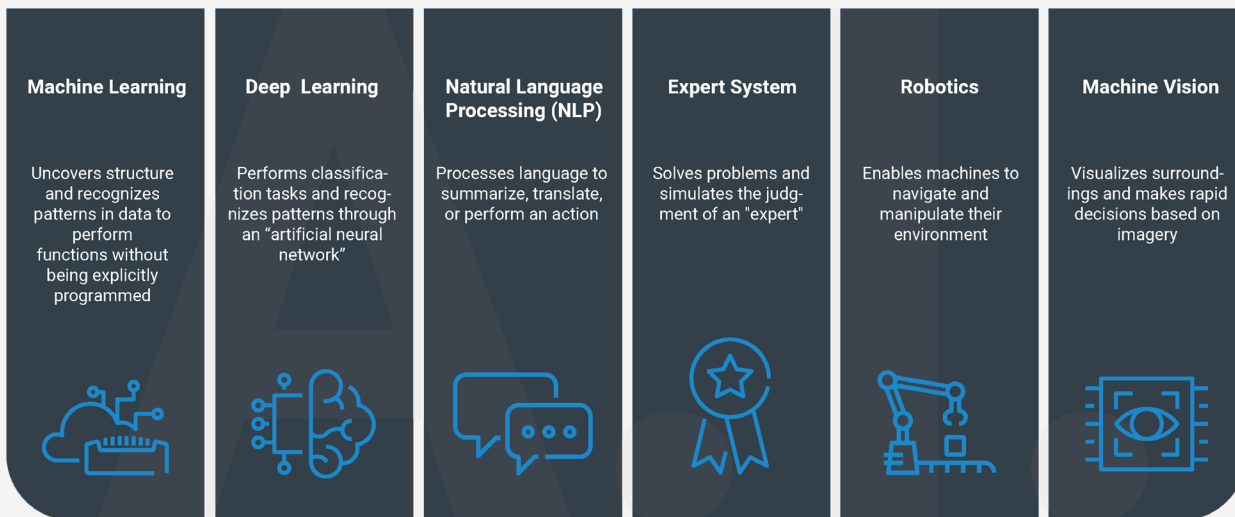 Machine Learning
Uncovers structure
and recognizes
patterns in data to
perform
functions without
being explicitly
programmed
Deep Learning
Performs classifica-
tion tasks and recog-
nizes patterns through
an “artificial neural
network”
Natural Language
Processing (NLP)
Processes language to
summarize, translate,
or perform an action
Expert System
Solves problems and
simulates the judg-
ment of an "expert"
Robotics
Enables machines to
navigate and
manipulate their
environment
Machine Vision
Visualizes surround-
ings and makes rapid
decisions based on
imagery
A.I.